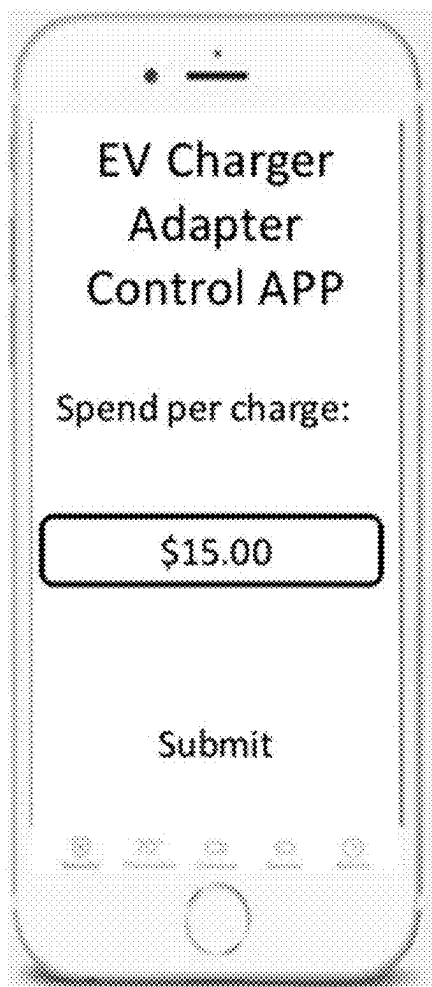 EV Charger
Adapter
Control APP
Spend per charge:
$15.00
Submit